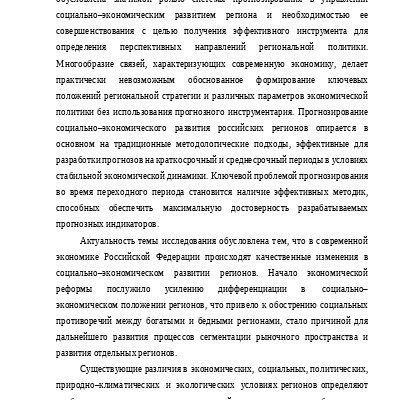 обусловлена значимой ролью системы прогнозирования в управлении
социально–экономическим развитием региона и необходимостью ее
совершенствования с целью получения эффективного инструмента для
определения перспективных направлений региональной политики.
Многообразие связей, характеризующих современную экономику, делает
практически невозможным обоснованное формирование ключевых
положений региональной стратегии и различных параметров экономической
политики без использования прогнозного инструментария. Прогнозирование
социально–экономического развития российских регионов опирается в
основном на традиционные методологические подходы, эффективные для
разработки прогнозов на краткосрочный и среднесрочный периоды в условиях
стабильной экономической динамики. Ключевой проблемой прогнозирования
во время переходного периода становится наличие эффективных методик,
способных обеспечить максимальную достоверность разрабатываемых
прогнозных индикаторов.
Актуальность темы исследования обусловлена тем, что в современной
экономике Российской Федерации происходят качественные изменения в
социально–экономическом развитии регионов. Начало экономической
реформы послужило усилению дифференциации в социально–
экономическом положении регионов, что привело к обострению социальных
противоречий между богатыми и бедными регионами, стало причиной для
дальнейшего развития процессов сегментации рыночного пространства и
развития отдельных регионов.
Существующие различия в экономических, социальных, политических,
природно–климатических и экологических условиях регионов определяют